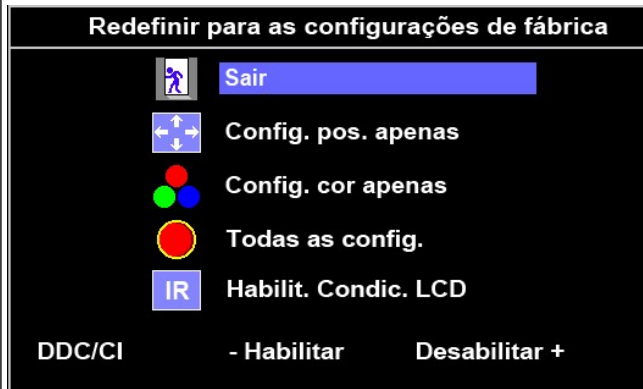 Redefinir para as configurações de fábrica
Sair
Config. pos. apenas
Config. cor apenas
Todas as config.
IR Habilit. Condic. LCD
DDC/CI - Habilitar Desabilitar +